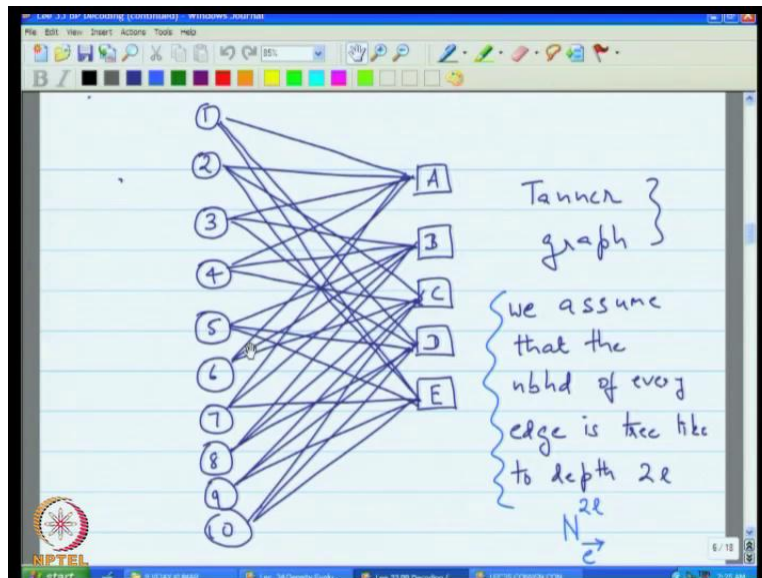 Lec 33 BP Decoding (continued) - Windows Journal
File Edit View Insert Actions Tools Help
85%
B I
1
2
3
4
5
6
7
8
9
10
A
B
C
D
E
Tanner
graph
we assume
that the
nbhd of every
edge is tree like
to depth 2l
N 2l e
6 / 18
NPTEL
start